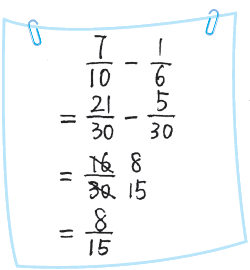 7/10 − 1/6
= 21/30 − 5/30
= 16/30 8/15
= 8/15